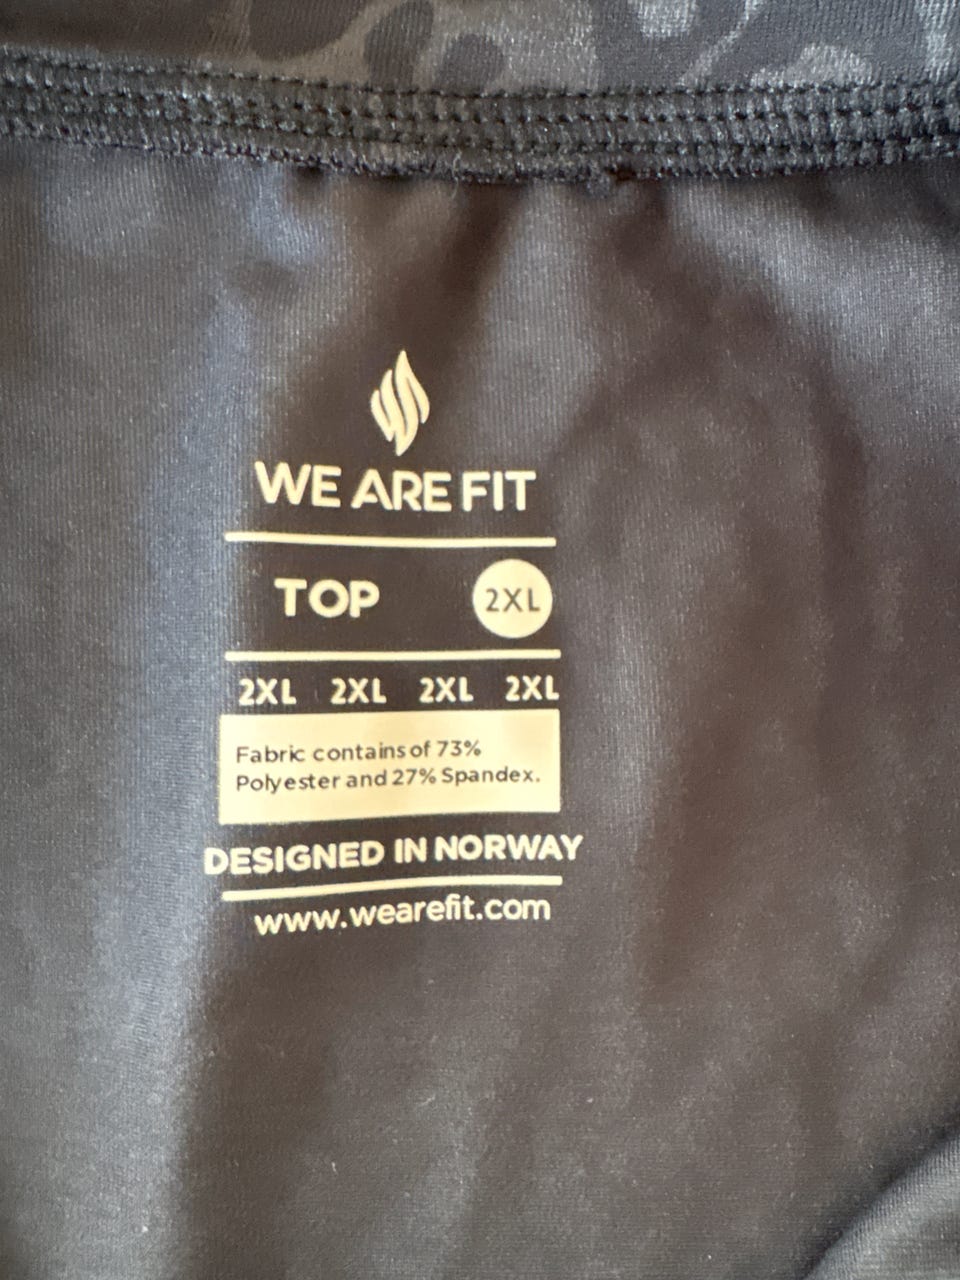 WE ARE FIT
TOP 2XL
2XL 2XL 2XL 2XL
Fabric contains of 73%
Polyester and 27% Spandex.
DESIGNED IN NORWAY
www.wearefit.com